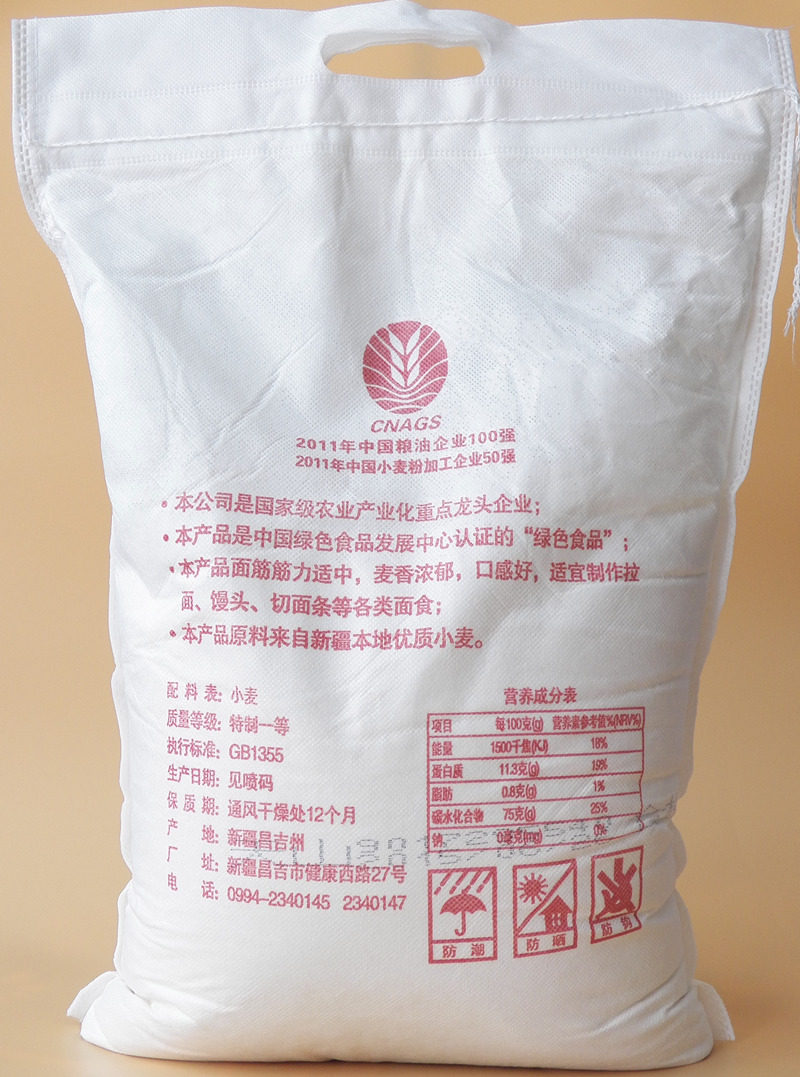 CNAGS
2011年中国粮油企业100强
2011年中国小麦粉加工企业50强
·本公司是国家级农业产业化重点龙头企业;
·本产品是中国绿色食品发展中心认证的“绿色食品”;
·本产品面筋筋力适中,麦香浓郁,口感好,适宜制作拉
面、馒头、切面条等各类面食;
·本产品原料来自新疆本地优质小麦。
配料表:小麦
质量等级:特制一等
执行标准:GB1355
生产日期:见喷码
保质期:通风干燥处12个月
产地:新疆昌吉州
厂址:新疆昌吉市健康西路27号
电话:0994-2340145 2340147
营养成分表
项目 每100克(g) 营养素参考值%(NRV%)
能量 1500千焦(KJ) 18%
蛋白质 11.3克(g) 19%
脂肪 0.8克(g) 1%
碳水化合物 75克(g) 25%
钠 0毫克(mg) 0%
防潮
防晒
防钩